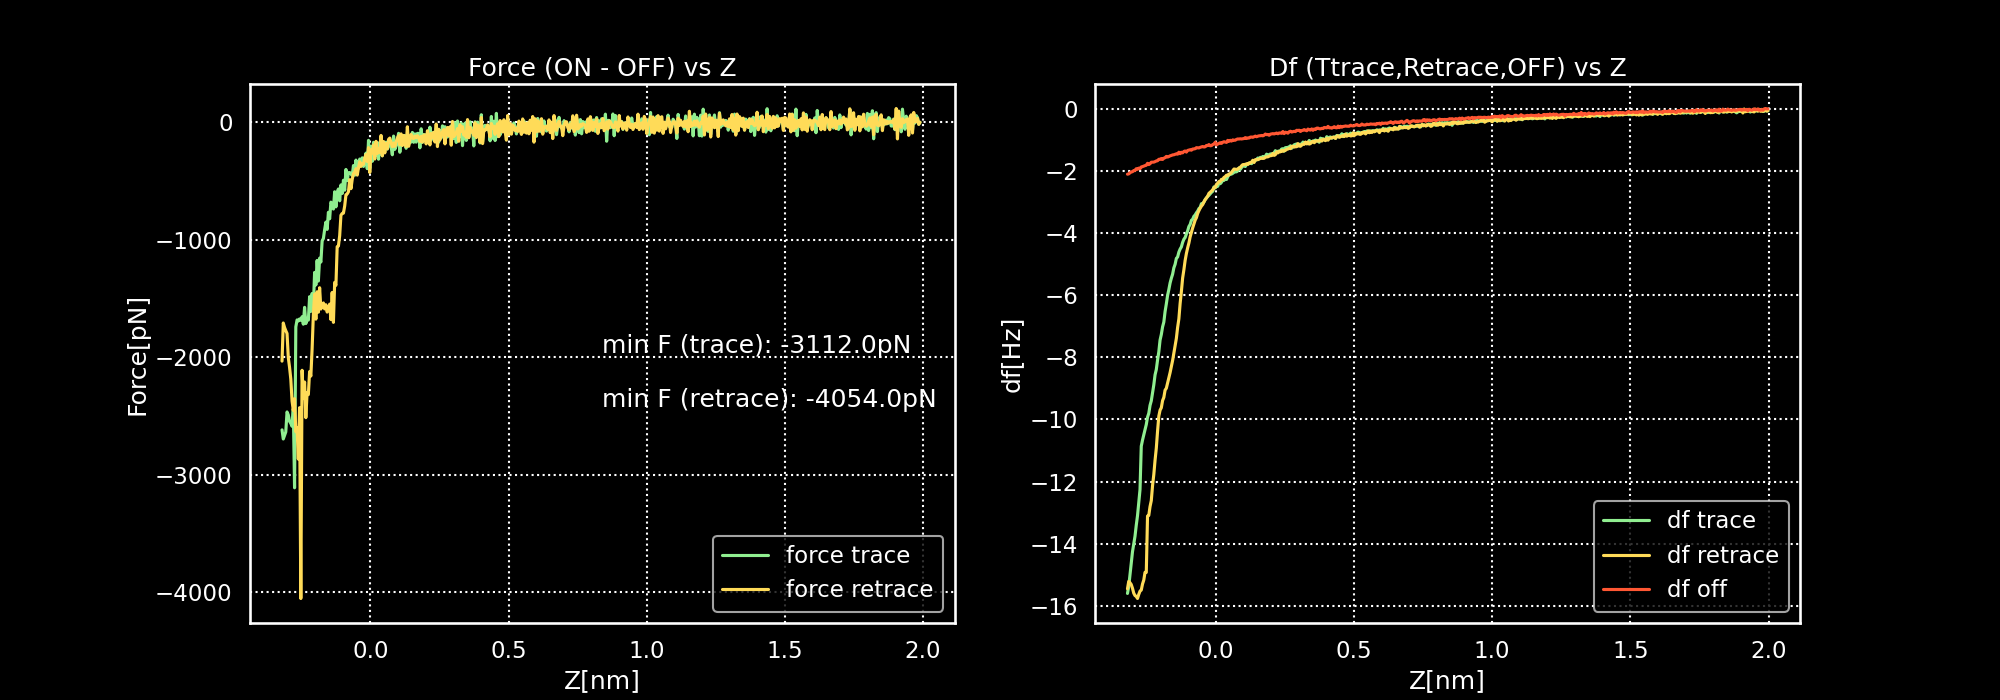 Force (ON - OFF) vs Z
0
−1000
−2000
−3000
−4000
Force[pN]
min F (trace): -3112.0pN
min F (retrace): -4054.0pN
force trace
force retrace
0.0 0.5 1.0 1.5 2.0
Z[nm]
Df (Ttrace,Retrace,OFF) vs Z
0
−2
−4
−6
−8
−10
−12
−14
−16
df[Hz]
df trace
df retrace
df off
0.0 0.5 1.0 1.5 2.0
Z[nm]